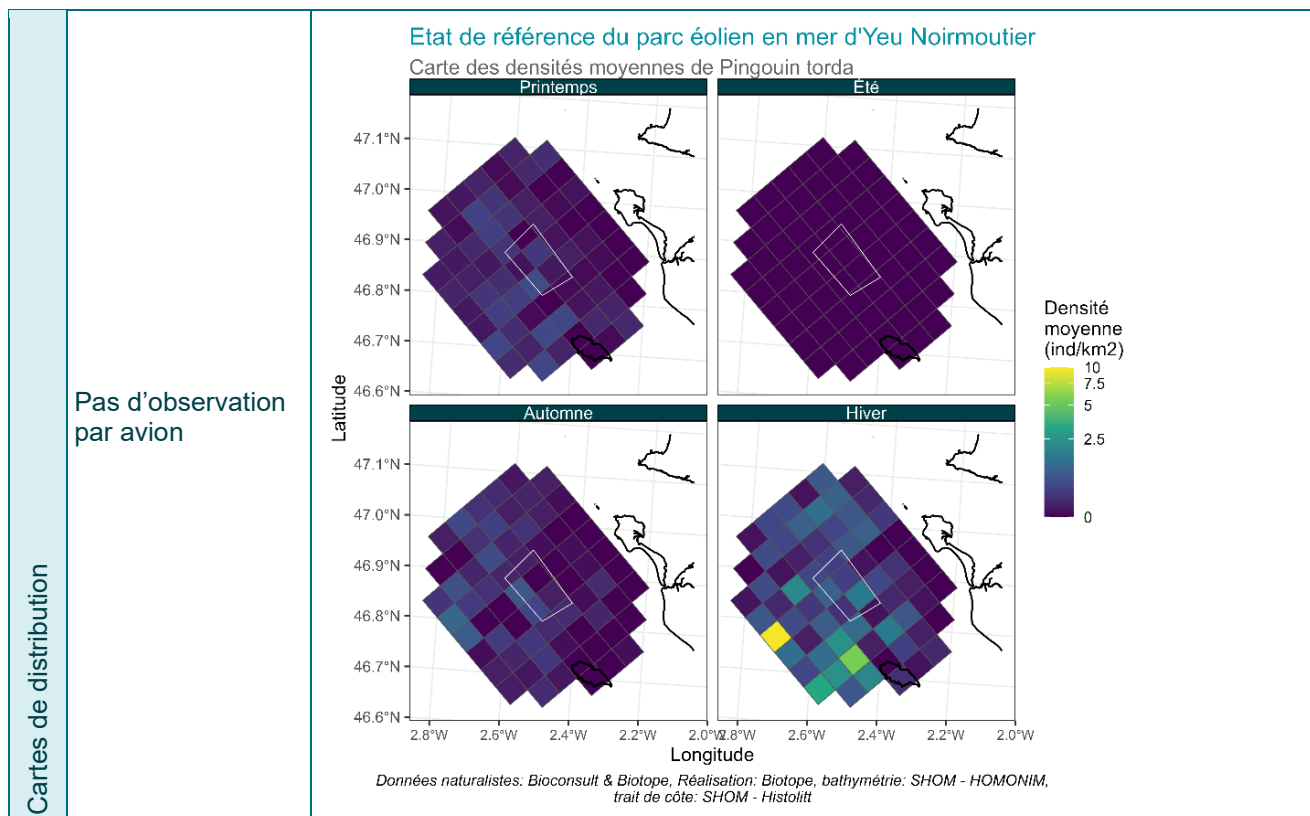 Cartes de distribution
Pas d'observation
par avion
Etat de référence du parc éolien en mer d'Yeu Noirmoutier
Carte des densités moyennes de Pingouin torda
Printemps
Été
47.1°N
47.0°N
46.9°N
46.8°N
46.7°N
46.6°N
Latitude
Automne
Hiver
47.1°N
47.0°N
46.9°N
46.8°N
46.7°N
46.6°N
2.8°W 2.6°W 2.4°W 2.2°W 2.0°W
2.8°W 2.6°W 2.4°W 2.2°W 2.0°W
Longitude
Densité
moyenne
(ind/km2)
10
7.5
5
2.5
0
Données naturalistes: Bioconsult & Biotope, Réalisation: Biotope, bathymétrie: SHOM - HOMONIM,
trait de côte: SHOM - Histolitt